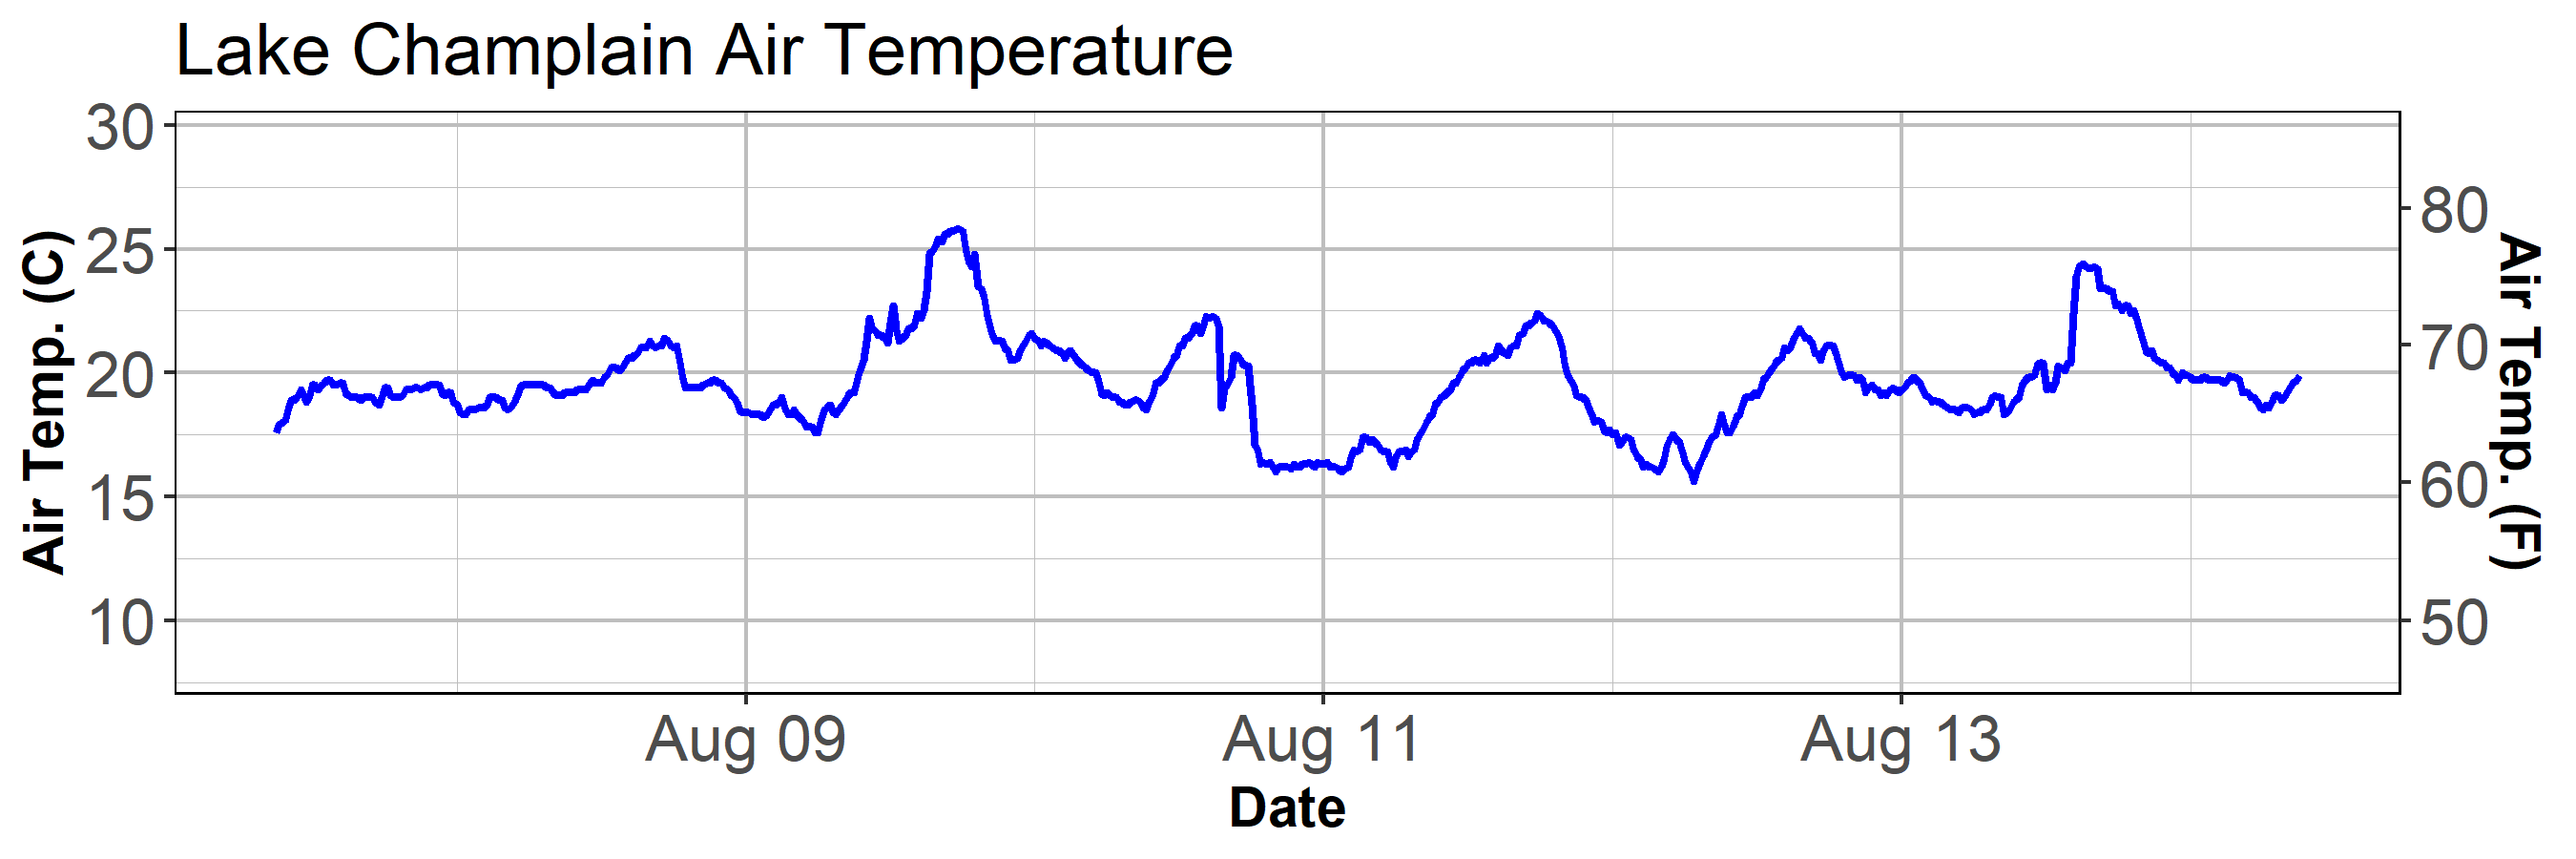 Lake Champlain Air Temperature
30
25
20
15
10
Air Temp. (C)
80
70
60
50
Air Temp. (F)
Aug 09
Aug 11
Aug 13
Date